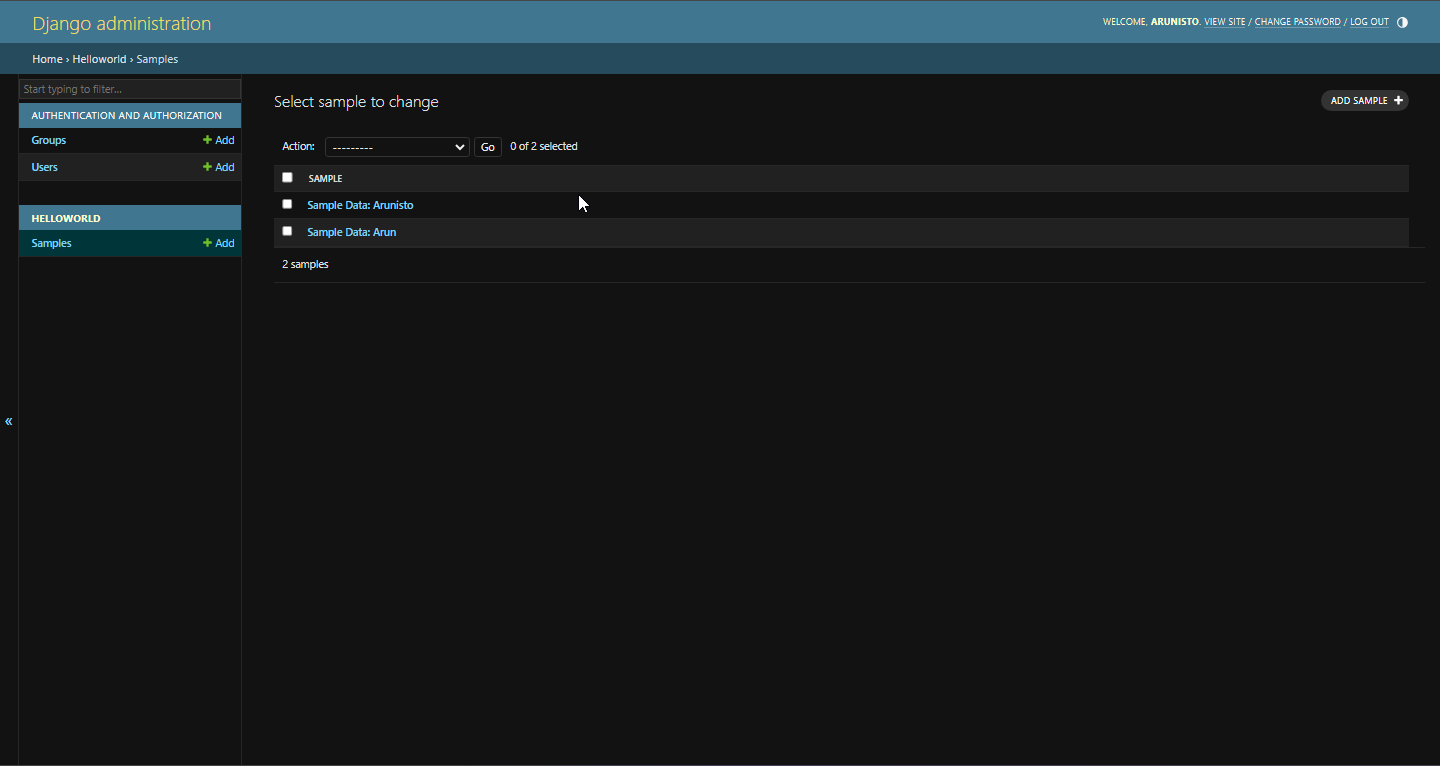 Django administration
WELCOME, ARUNISTO. VIEW SITE / CHANGE PASSWORD / LOG OUT
Home › Helloworld › Samples
Start typing to filter...
AUTHENTICATION AND AUTHORIZATION
Groups + Add
Users + Add
HELLOWORLD
Samples + Add
«
Select sample to change
ADD SAMPLE +
Action: --------- Go 0 of 2 selected
SAMPLE
Sample Data: Arunisto
Sample Data: Arun
2 samples